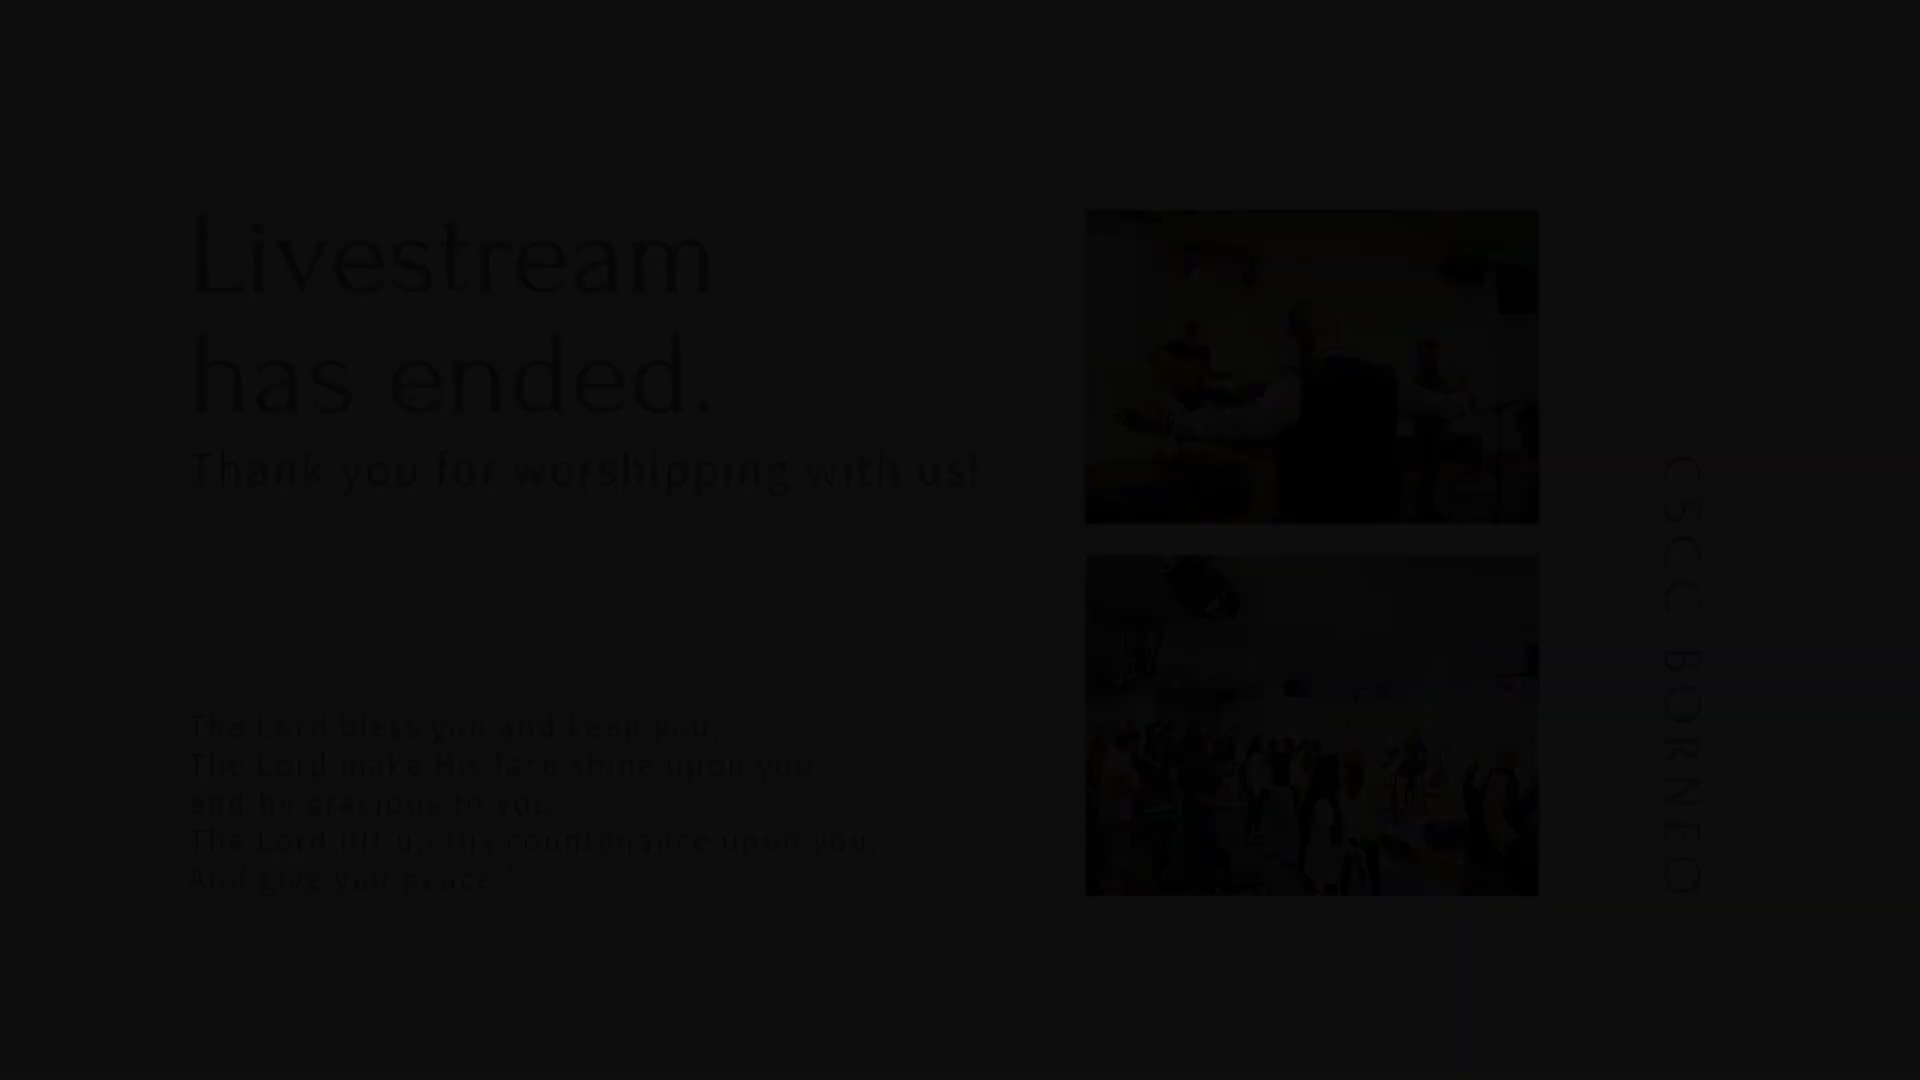 Livestream
has ended.
Thank you for worshipping with us!
The Lord bless you and keep you;
The Lord make His face shine upon you,
and be gracious to you.
The Lord lift up His countenance upon you,
And give you peace."
CSCC BORNEO